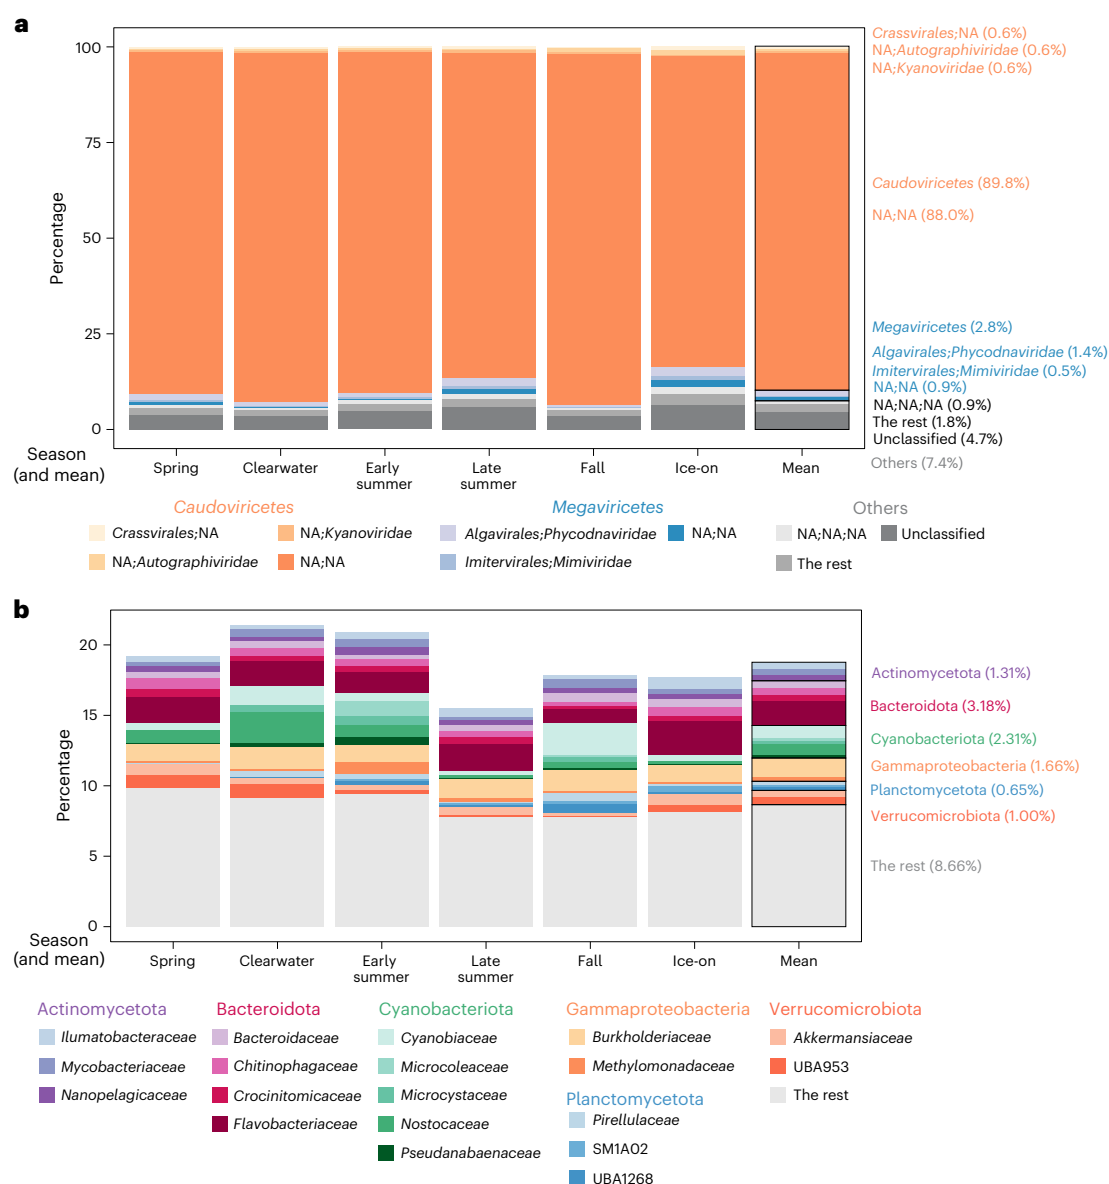 a
100
75
50
25
0
Percentage
Crassvirales;NA (0.6%)
NA;Autographiviridae (0.6%)
NA;Kyanoviridae (0.6%)
Caudoviricetes (89.8%)
NA;NA (88.0%)
Megaviricetes (2.8%)
Algavirales;Phycodnaviridae (1.4%)
Imitervirales;Mimiviridae (0.5%)
NA;NA (0.9%)
NA;NA;NA (0.9%)
The rest (1.8%)
Unclassified (4.7%)
Others (7.4%)
Season
(and mean)
Spring Clearwater Early Late Fall Ice-on Mean
summer summer
Caudoviricetes Megaviricetes Others
Crassvirales;NA NA;Kyanoviridae Algavirales;Phycodnaviridae NA;NA NA;NA;NA Unclassified
NA;Autographiviridae NA;NA Imitervirales;Mimiviridae The rest
b
20
15
10
5
0
Percentage
Actinomycetota (1.31%)
Bacteroidota (3.18%)
Cyanobacteriota (2.31%)
Gammaproteobacteria (1.66%)
Planctomycetota (0.65%)
Verrucomicrobiota (1.00%)
The rest (8.66%)
Season
(and mean)
Spring Clearwater Early Late Fall Ice-on Mean
summer summer
Actinomycetota Bacteroidota Cyanobacteriota Gammaproteobacteria Verrucomicrobiota
Ilumatobacteraceae Bacteroidaceae Cyanobiaceae Burkholderiaceae Akkermansiaceae
Mycobacteriaceae Chitinophagaceae Microcoleaceae Methylomonadaceae UBA953
Nanopelagicaceae Crocinitomicaceae Microcystaceae Planctomycetota The rest
Flavobacteriaceae Nostocaceae Pirellulaceae
Pseudanabaenaceae SM1A02
UBA1268